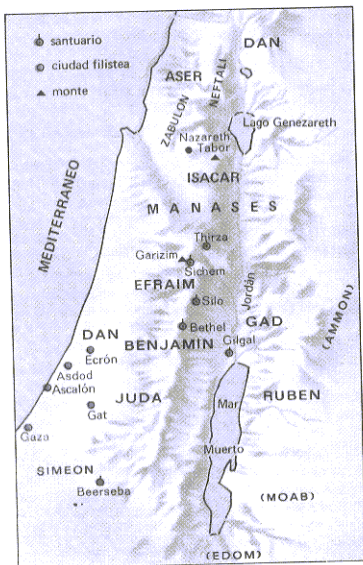 santuario
ciudad filistea
monte
DAN
ASER
NEFTALI
ZABULON
Lago Genezareth
Nazareth
Tabor
ISACAR
MANASES
MEDITERRANEO
Thirza
Garizim
Sichem
EFRAIM
Silo
Jordán
(AMMON)
DAN
BENJAMIN
Bethel
GAD
Gilgal
Ecrón
Asdod
Ascalón
Gat
JUDA
Mar
Muerto
RUBEN
Gaza
SIMEON
Beerseba
(MOAB)
(EDOM)